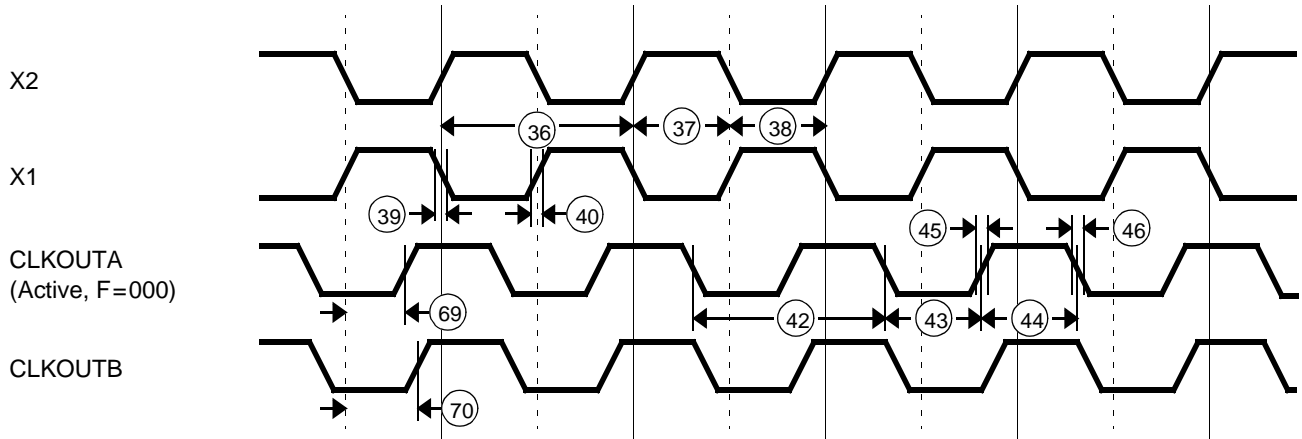 X2
36
37
38
X1
39
40
45
46
CLKOUTA
(Active, F=000)
69
42
43
44
CLKOUTB
70